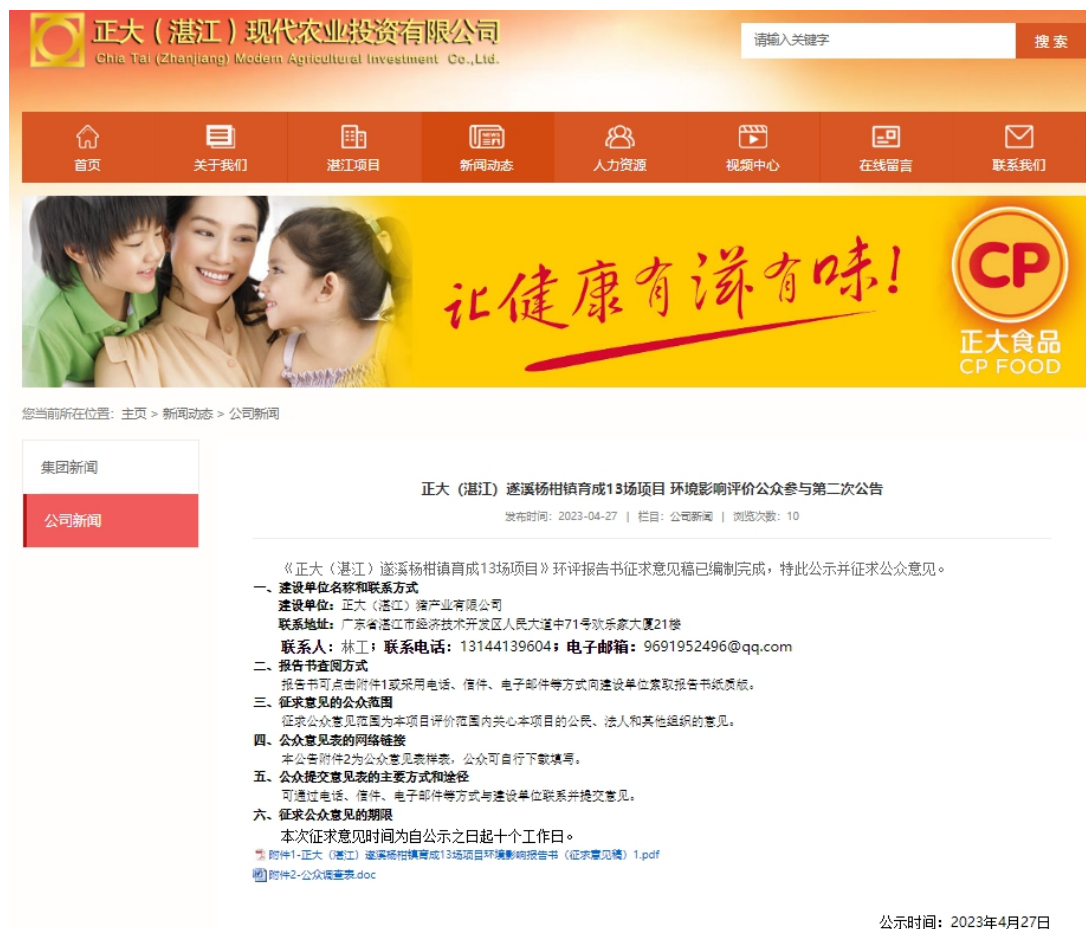 正大（湛江）现代农业投资有限公司
Chia Tai (Zhanjiang) Modern Agricultural Investment Co.,Ltd.
请输入关键字
搜 索
首页
关于我们
湛江项目
NEWS
新闻动态
人力资源
视频中心
在线留言
联系我们
让健康有滋有味!
CP
正大食品
CP FOOD
您当前所在位置：主页 > 新闻动态 > 公司新闻
集团新闻
公司新闻
正大（湛江）遂溪杨柑镇育成13场项目 环境影响评价公众参与第二次公告
发布时间：2023-04-27 | 栏目：公司新闻 | 浏览次数：10
《正大（湛江）遂溪杨柑镇育成13场项目》环评报告书征求意见稿已编制完成，特此公示并征求公众意见。
一、建设单位名称和联系方式
建设单位：正大（湛江）猪产业有限公司
联系地址：广东省湛江市经济技术开发区人民大道中71号欢乐家大厦21楼
联系人：林工；联系电话：13144139604；电子邮箱：9691952496@qq.com
二、报告书查阅方式
报告书可点击附件1或采用电话、信件、电子邮件等方式向建设单位索取报告书纸质版。
三、征求意见的公众范围
征求公众意见范围为本项目评价范围内关心本项目的公民、法人和其他组织的意见。
四、公众意见表的网络链接
本公告附件2为公众意见表样表，公众可自行下载填写。
五、公众提交意见表的主要方式和途径
可通过电话、信件、电子邮件等方式与建设单位联系并提交意见。
六、征求公众意见的期限
本次征求意见时间为自公示之日起十个工作日。
附件1-正大（湛江）遂溪杨柑镇育成13场项目环境影响报告书（征求意见稿）1.pdf
附件2-公众调查表.doc
公示时间：2023年4月27日